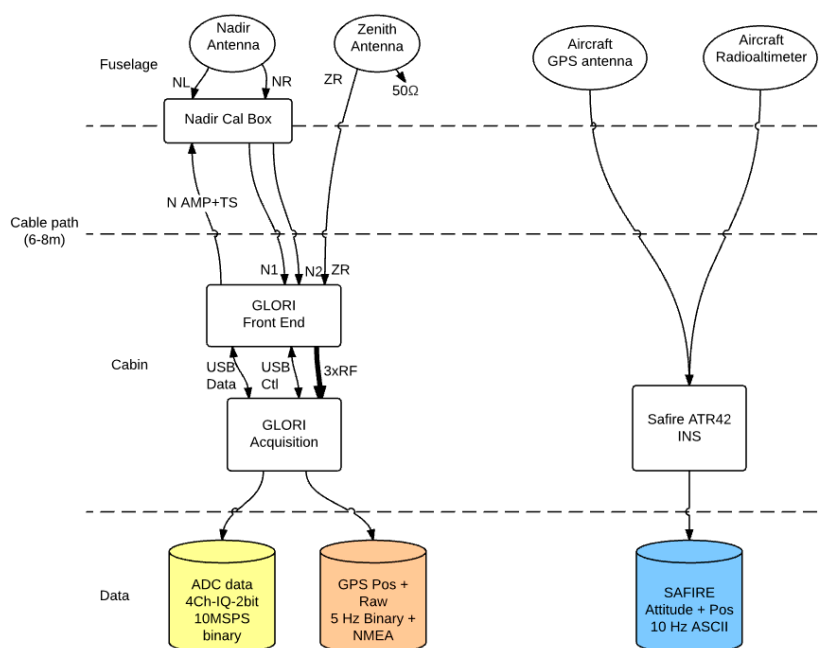 Nadir
Antenna
Zenith
Antenna
Aircraft
GPS antenna
Aircraft
Radioaltimeter
Fuselage
NL
NR
ZR
50Ω
Nadir Cal Box
N AMP+TS
Cable path
(6-8m)
N1
N2
ZR
GLORI
Front End
Cabin
USB
Data
USB
Ctl
3xRF
GLORI
Acquisition
Safire ATR42
INS
Data
ADC data
4Ch-IQ-2bit
10MSPS
binary
GPS Pos +
Raw
5 Hz Binary +
NMEA
SAFIRE
Attitude + Pos
10 Hz ASCII